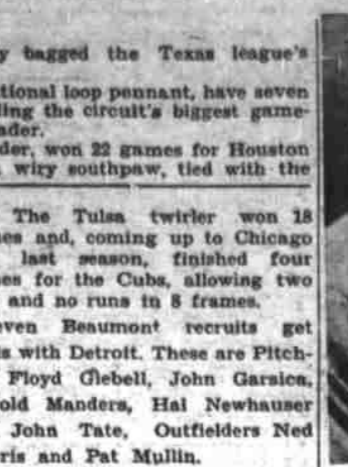 y bagged the Texas league's
tional loop pennant, have seven
ling the circuit's biggest game-
ader.
der, won 22 games for Houston
wiry southpaw, tied with the
The Tulsa twirler won 18
es and, coming up to Chicago
last season, finished four
es for the Cubs, allowing two
and no runs in 8 frames.
even Beaumont recruits get
s with Detroit. These are Pitch-
Floyd Giebell, John Garsica,
old Manders, Hal Newhauser
John Tate, Outfielders Ned
ris and Pat Mullin.